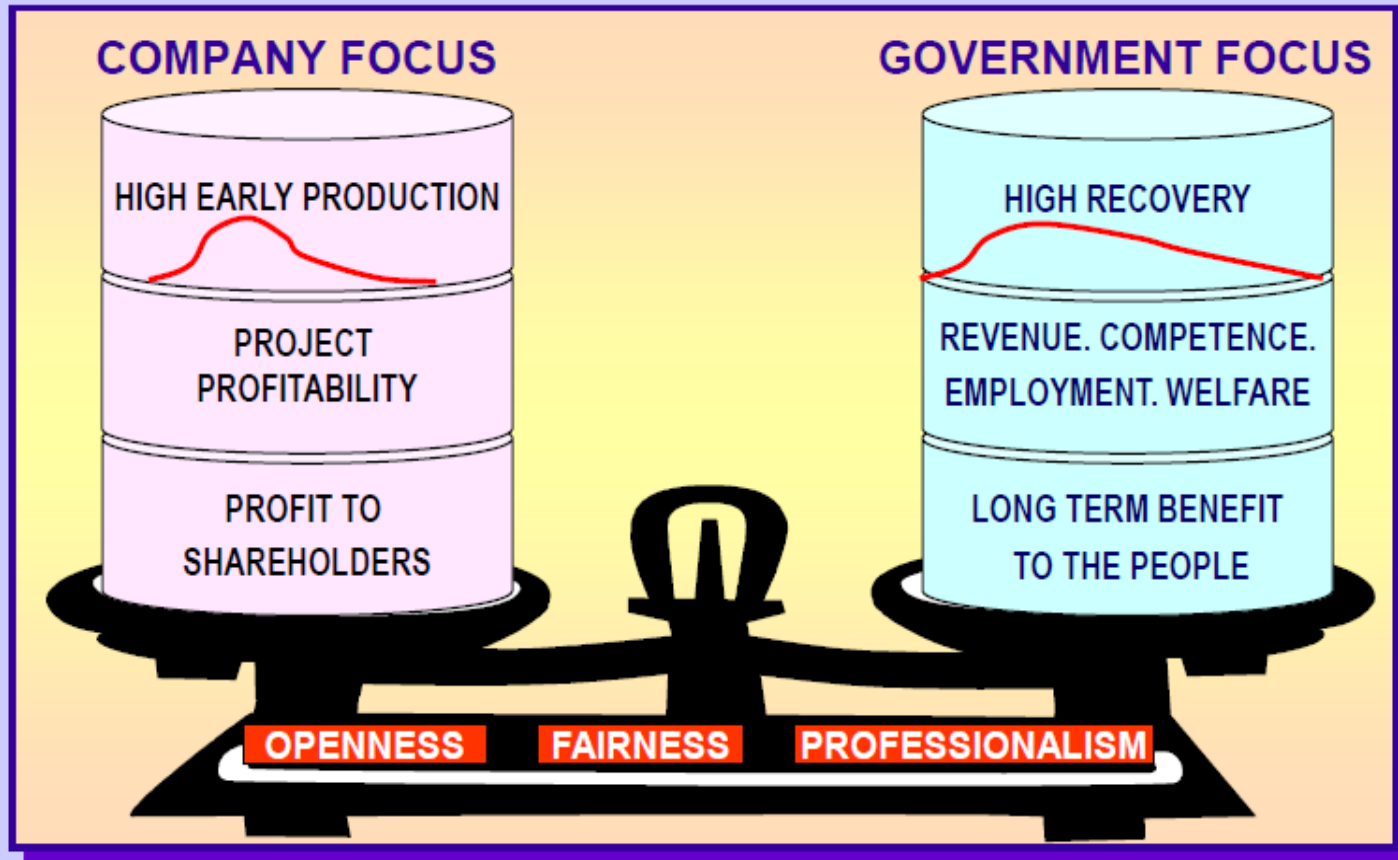 COMPANY FOCUS
HIGH EARLY PRODUCTION
PROJECT
PROFITABILITY
PROFIT TO
SHAREHOLDERS
GOVERNMENT FOCUS
HIGH RECOVERY
REVENUE. COMPETENCE.
EMPLOYMENT. WELFARE
LONG TERM BENEFIT
TO THE PEOPLE
OPENNESS
FAIRNESS
PROFESSIONALISM